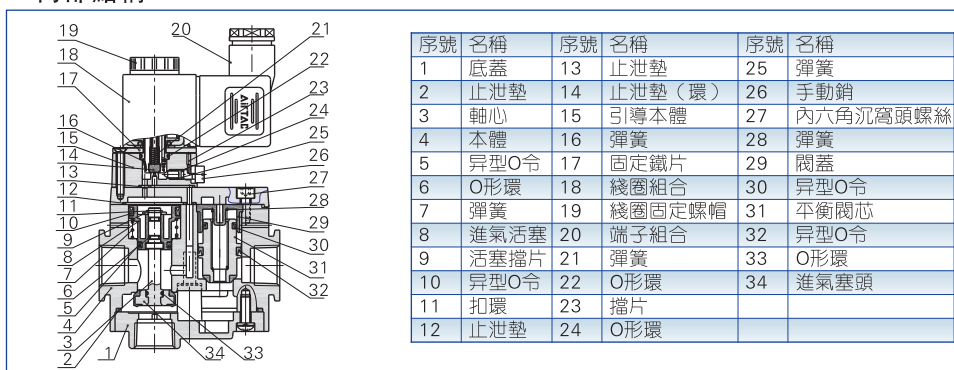 19
18
17
16
15
14
13
12
11
10
9
8
7
6
5
4
3
2
1
20
21
22
23
24
25
26
27
28
29
30
31
32
34
33
AIRTAC
序號 名稱 序號 名稱 序號 名稱
1 底蓋 13 止泄墊 25 彈簧
2 止泄墊 14 止泄墊（環） 26 手動銷
3 軸心 15 引導本體 27 內六角沉窩頭螺絲
4 本體 16 彈簧 28 彈簧
5 异型O令 17 固定鐵片 29 閥蓋
6 O形環 18 綫圈組合 30 异型O令
7 彈簧 19 綫圈固定螺帽 31 平衡閥芯
8 進氣活塞 20 端子組合 32 异型O令
9 活塞擋片 21 彈簧 33 O形環
10 异型O令 22 O形環 34 進氣塞頭
11 扣環 23 擋片
12 止泄墊 24 O形環